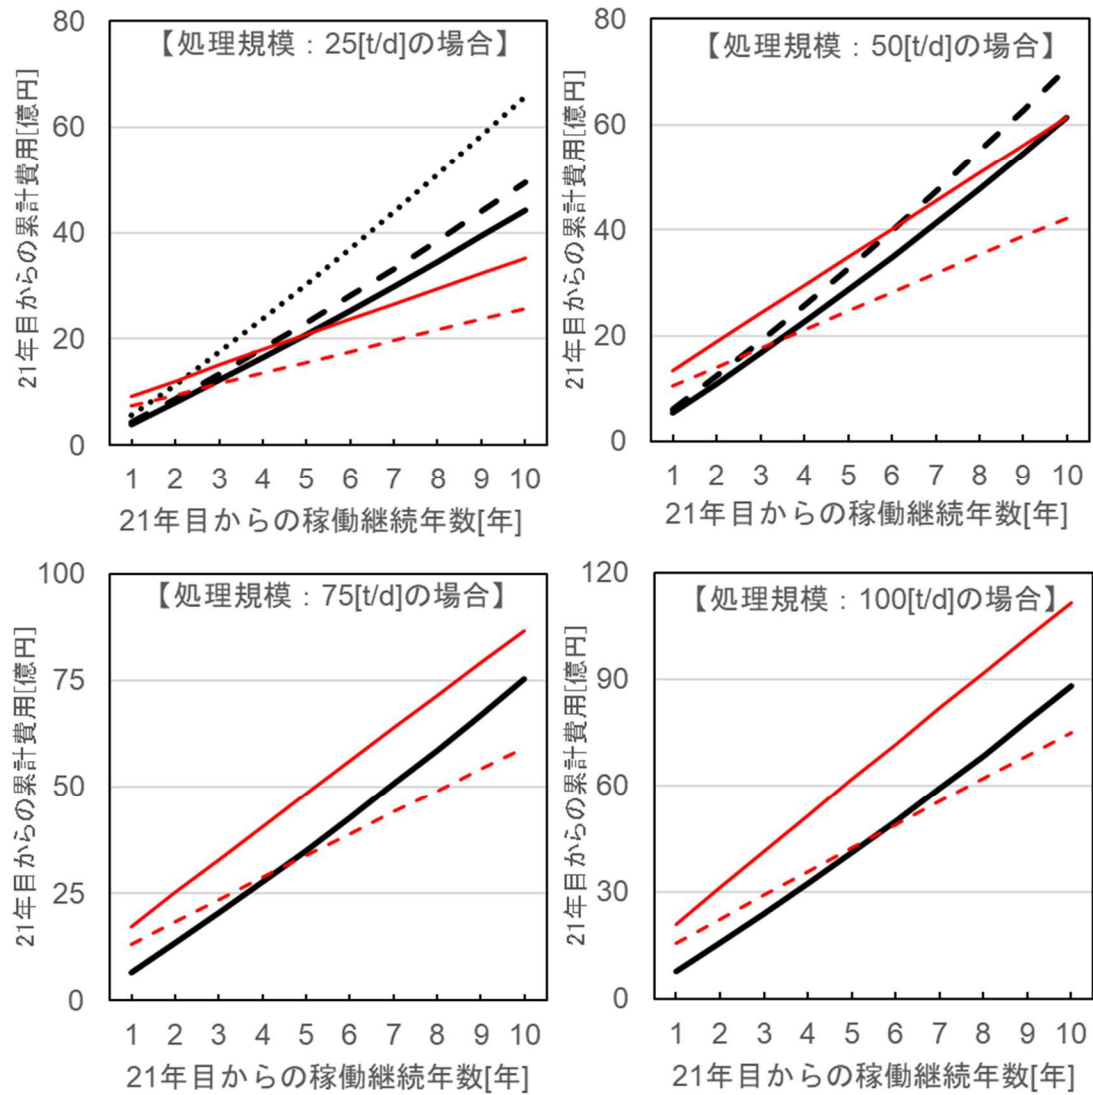 【処理規模：25[t/d]の場合】
21年目からの累計費用[億円]
80
60
40
20
0
1 2 3 4 5 6 7 8 9 10
21年目からの稼働継続年数[年]
【処理規模：50[t/d]の場合】
21年目からの累計費用[億円]
80
60
40
20
0
1 2 3 4 5 6 7 8 9 10
21年目からの稼働継続年数[年]
【処理規模：75[t/d]の場合】
21年目からの累計費用[億円]
100
75
50
25
0
1 2 3 4 5 6 7 8 9 10
21年目からの稼働継続年数[年]
【処理規模：100[t/d]の場合】
21年目からの累計費用[億円]
120
90
60
30
0
1 2 3 4 5 6 7 8 9 10
21年目からの稼働継続年数[年]